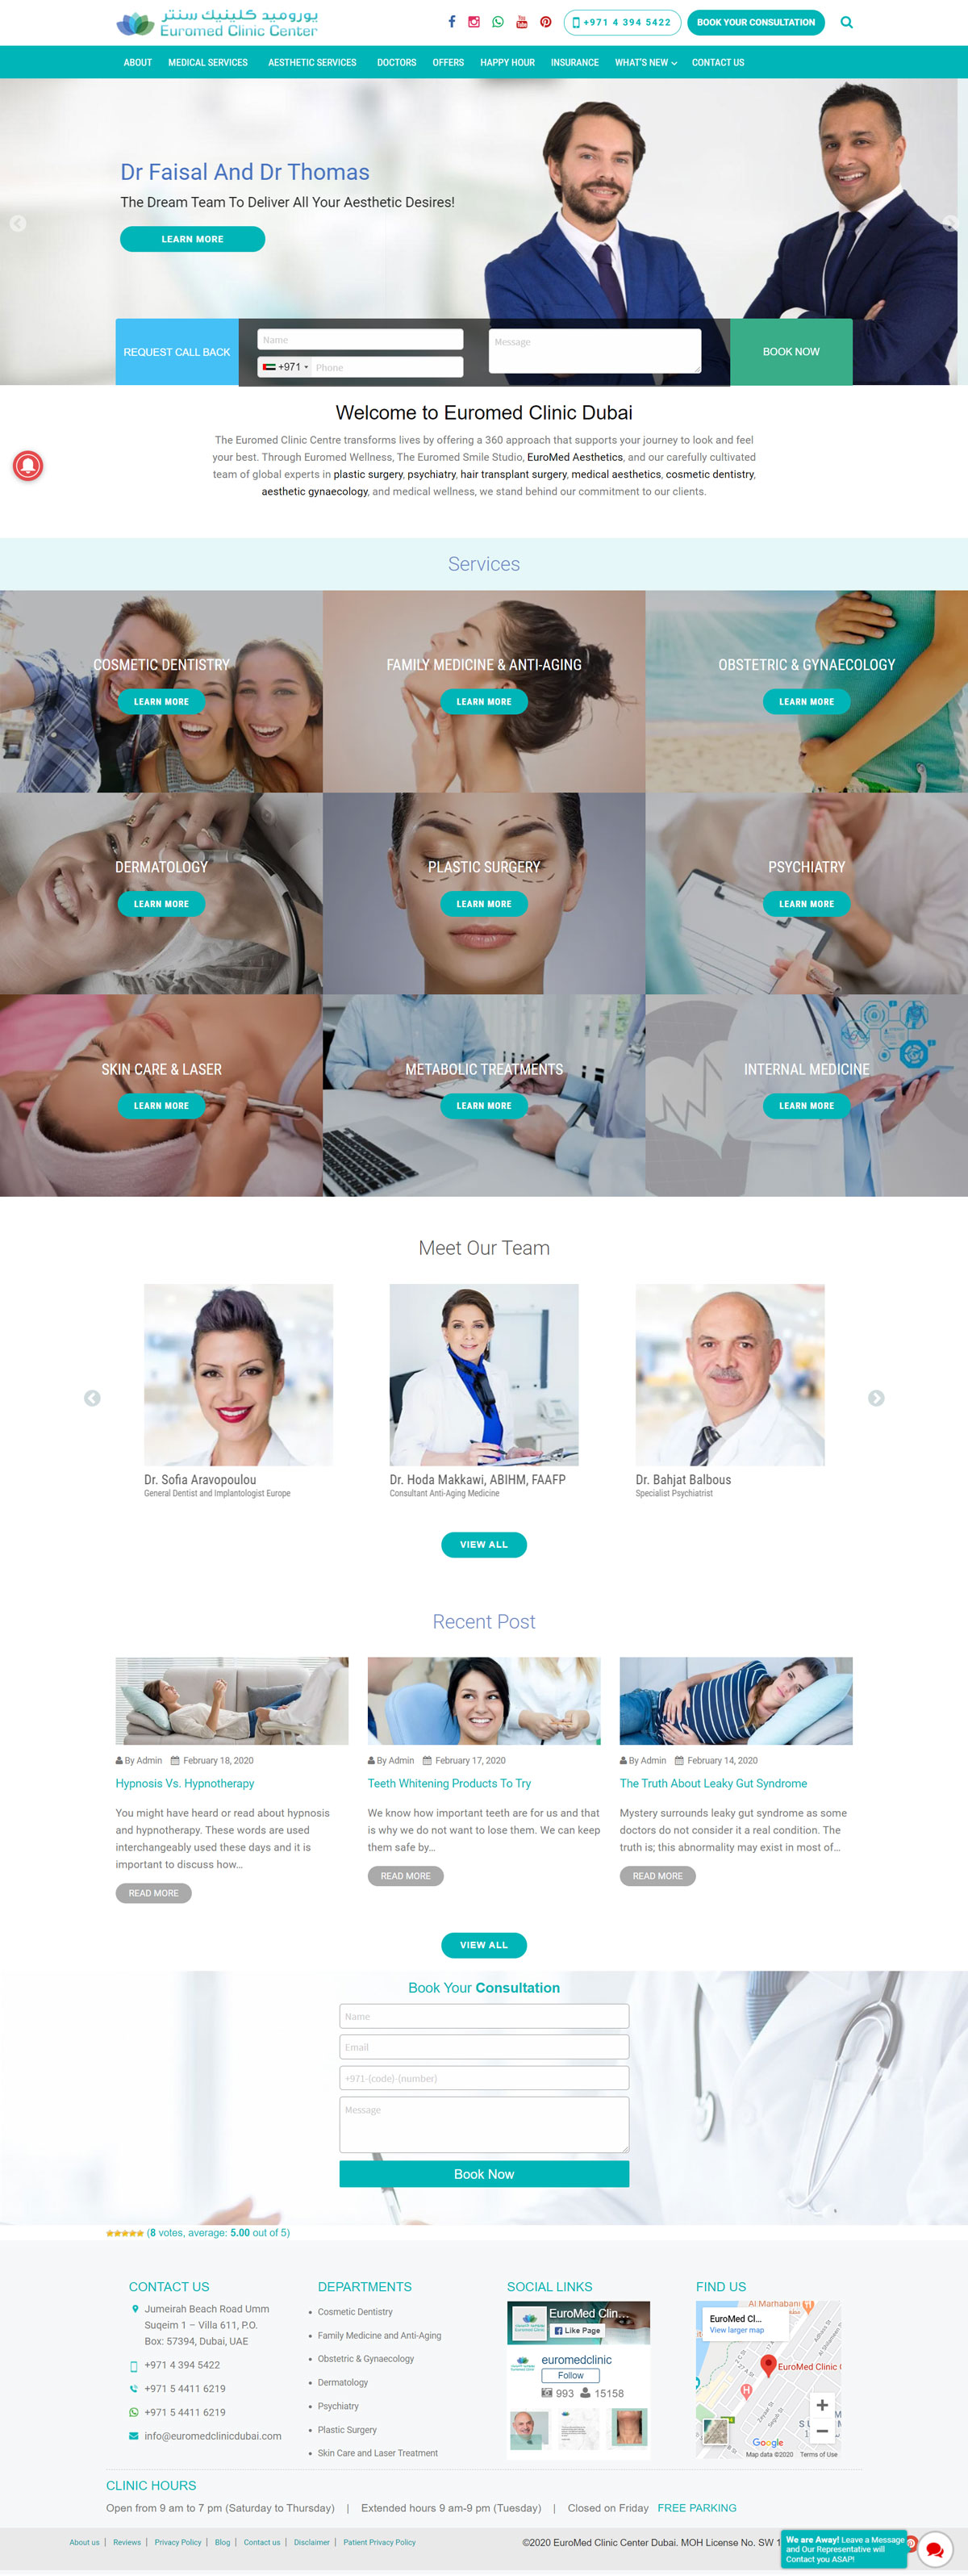 يوروميد كلينيك سنتر
Euromed Clinic Center
+971 4 394 5422
BOOK YOUR CONSULTATION
ABOUT MEDICAL SERVICES AESTHETIC SERVICES DOCTORS OFFERS HAPPY HOUR INSURANCE WHAT'S NEW CONTACT US
Dr Faisal And Dr Thomas
The Dream Team To Deliver All Your Aesthetic Desires!
LEARN MORE
REQUEST CALL BACK
Name
+971
Phone
Message
BOOK NOW
Welcome to Euromed Clinic Dubai
The Euromed Clinic Centre transforms lives by offering a 360 approach that supports your journey to look and feel
your best. Through Euromed Wellness, The Euromed Smile Studio, EuroMed Aesthetics, and our carefully cultivated
team of global experts in plastic surgery, psychiatry, hair transplant surgery, medical aesthetics, cosmetic dentistry,
aesthetic gynaecology, and medical wellness, we stand behind our commitment to our clients.
Services
COSMETIC DENTISTRY
LEARN MORE
FAMILY MEDICINE & ANTI-AGING
LEARN MORE
OBSTETRIC & GYNAECOLOGY
LEARN MORE
DERMATOLOGY
LEARN MORE
PLASTIC SURGERY
LEARN MORE
PSYCHIATRY
LEARN MORE
SKIN CARE & LASER
LEARN MORE
METABOLIC TREATMENTS
LEARN MORE
INTERNAL MEDICINE
LEARN MORE
Meet Our Team
Dr. Sofia Aravopoulou
General Dentist and Implantologist Europe
Dr. Hoda Makkawi, ABIHM, FAAFP
Consultant Anti-Aging Medicine
Dr. Bahjat Balbous
Specialist Psychiatrist
VIEW ALL
Recent Post
By Admin February 18, 2020
Hypnosis Vs. Hypnotherapy
You might have heard or read about hypnosis
and hypnotherapy. These words are used
interchangeably used these days and it is
important to discuss how...
READ MORE
By Admin February 17, 2020
Teeth Whitening Products To Try
We know how important teeth are for us and that
is why we do not want to lose them. We can keep
them safe by...
READ MORE
By Admin February 14, 2020
The Truth About Leaky Gut Syndrome
Mystery surrounds leaky gut syndrome as some
doctors do not consider it a real condition. The
truth is; this abnormality may exist in most of...
READ MORE
VIEW ALL
Book Your Consultation
Name
Email
+971-(code)-(number)
Message
Book Now
(8 votes, average: 5.00 out of 5)
CONTACT US
Jumeirah Beach Road Umm
Suqeim 1 – Villa 611, P.O.
Box: 57394, Dubai, UAE
+971 4 394 5422
+971 5 4411 6219
+971 5 4411 6219
info@euromedclinicdubai.com
DEPARTMENTS
Cosmetic Dentistry
Family Medicine and Anti-Aging
Obstetric & Gynaecology
Dermatology
Psychiatry
Plastic Surgery
Skin Care and Laser Treatment
SOCIAL LINKS
EuroMed Clin...
Like Page
euromedclinic
Follow
993 15158
FIND US
Al Marhabani
EuroMed Cl...
View larger map
EuroMed Clinic
Google
Map data ©2020 Terms of Use
CLINIC HOURS
Open from 9 am to 7 pm (Saturday to Thursday) | Extended hours 9 am-9 pm (Tuesday) | Closed on Friday FREE PARKING
About us | Reviews | Privacy Policy | Blog | Contact us | Disclaimer | Patient Privacy Policy
©2020 EuroMed Clinic Center Dubai. MOH License No. SW 1
We are Away! Leave a Message
and Our Representative will
Contact you ASAP!